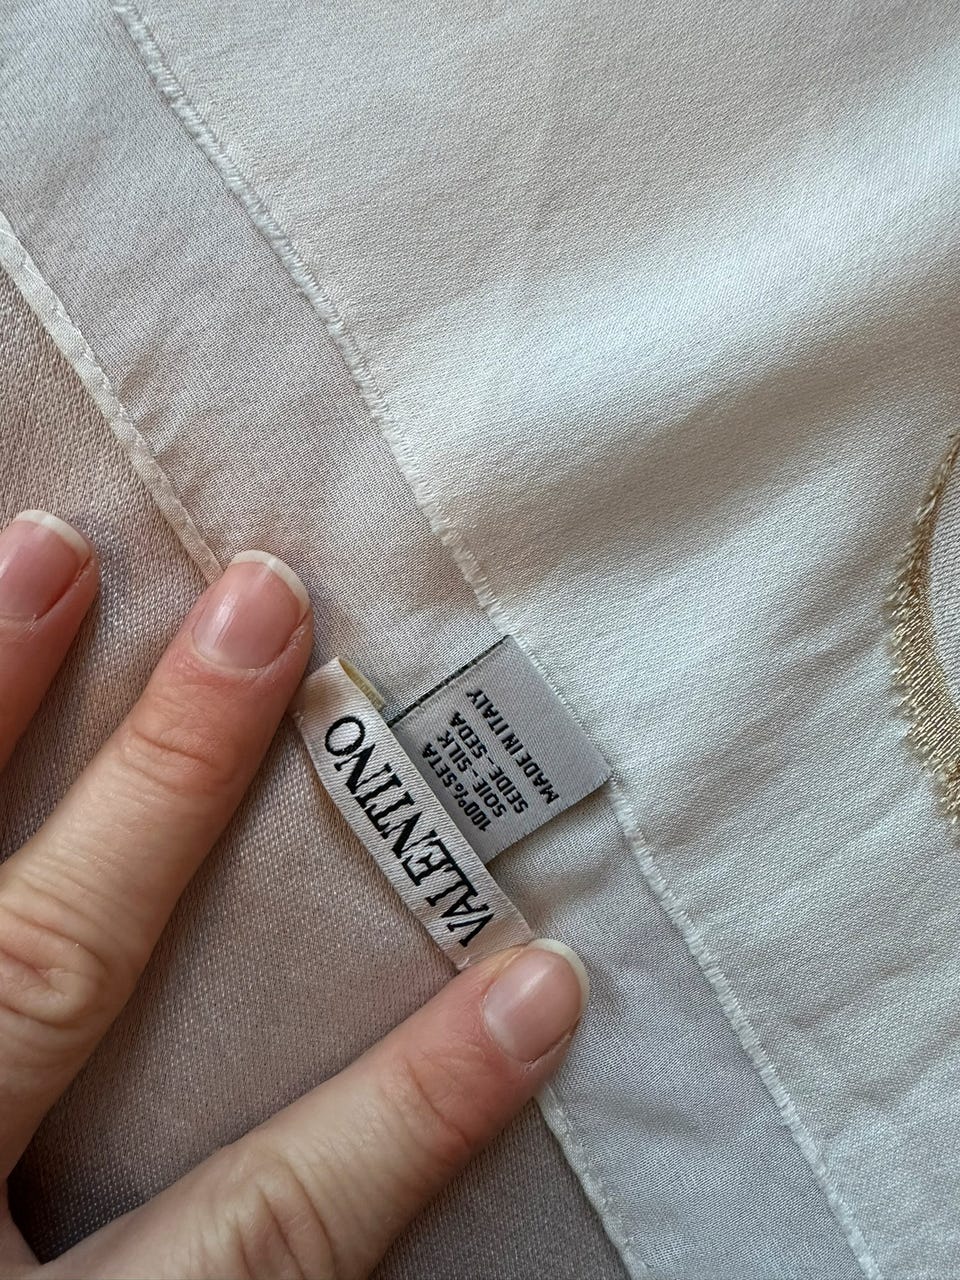 VALENTINO
100%SETA
SOIE-SILK
SEIDE-SEDA
MADE IN ITALY